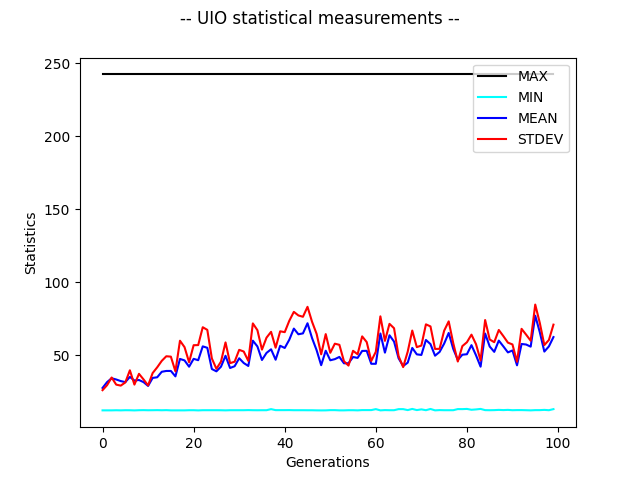 -- UIO statistical measurements --
250
200
150
100
50
Statistics
MAX
MIN
MEAN
STDEV
0 20 40 60 80 100
Generations